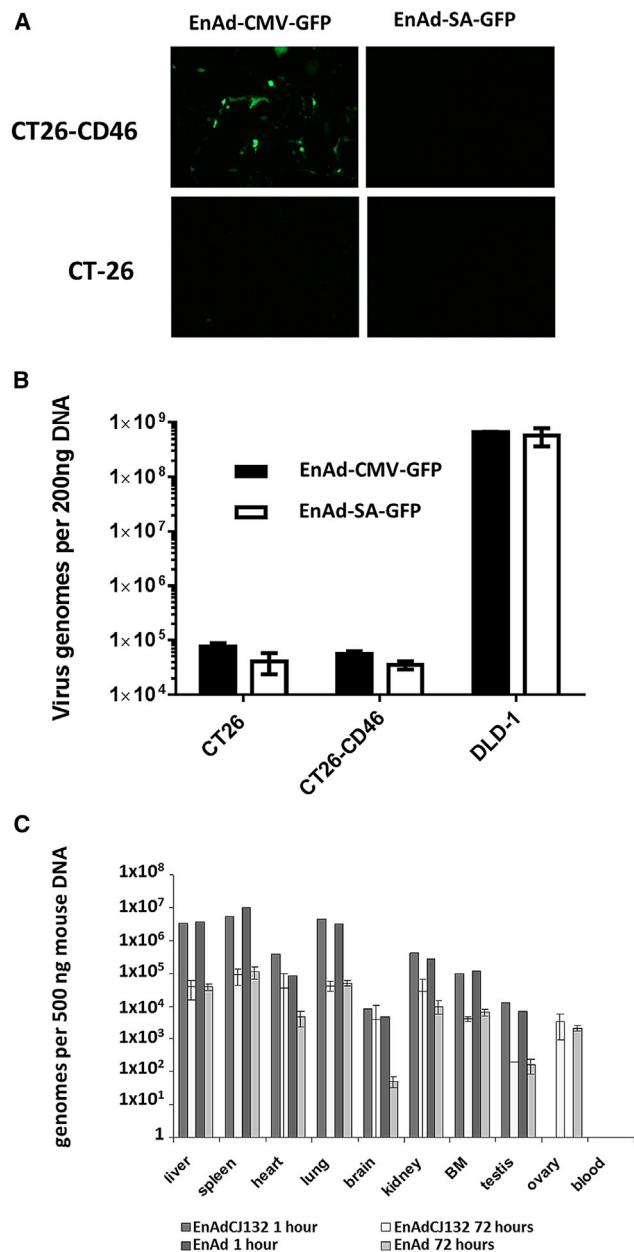 A
EnAd-CMV-GFP EnAd-SA-GFP
CT26-CD46
CT-26
B
Virus genomes per 200ng DNA
1×10⁹
1×10⁸
1×10⁷
1×10⁶
1×10⁵
1×10⁴
EnAd-CMV-GFP
EnAd-SA-GFP
CT26 CT26-CD46 DLD-1
C
genomes per 500 ng mouse DNA
1x10⁸
1x10⁷
1x10⁶
1x10⁵
1x10⁴
1x10³
1x10²
1x10¹
1
liver spleen heart lung brain kidney BM testis ovary blood
EnAdCJ132 1 hour EnAdCJ132 72 hours
EnAd 1 hour EnAd 72 hours